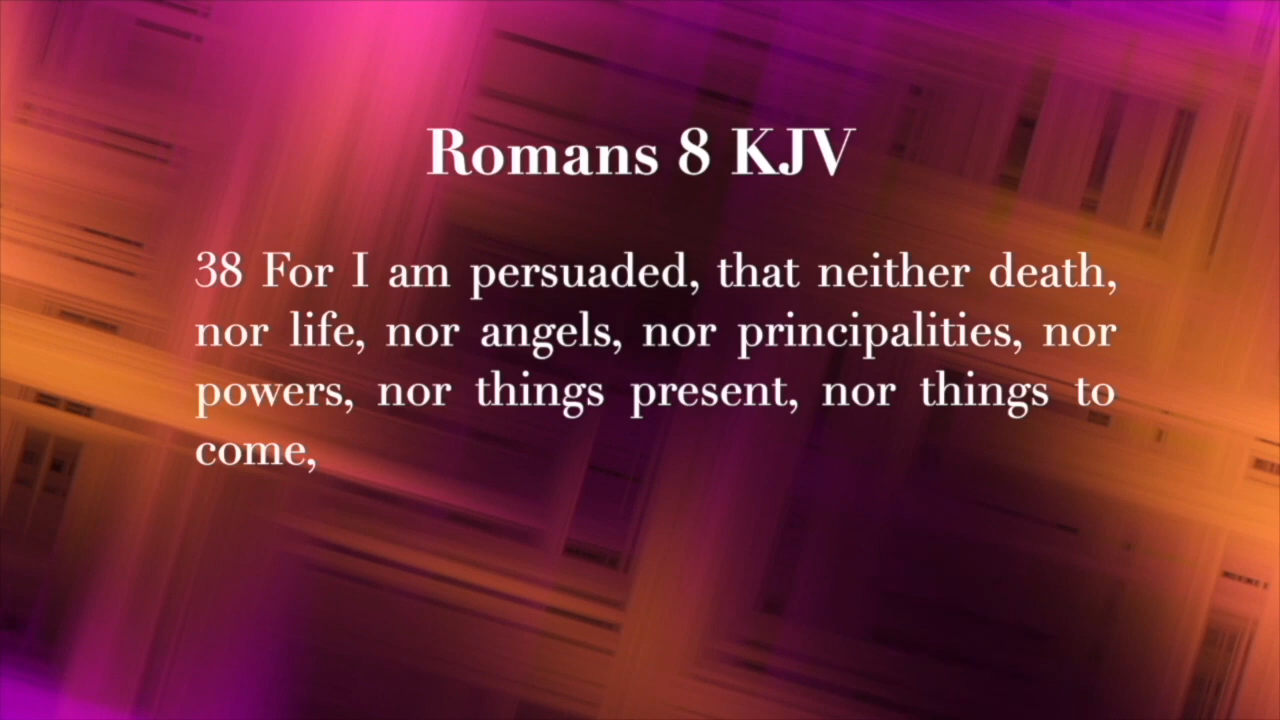 Romans 8 KJV
38 For I am persuaded, that neither death,
nor life, nor angels, nor principalities, nor
powers, nor things present, nor things to
come,